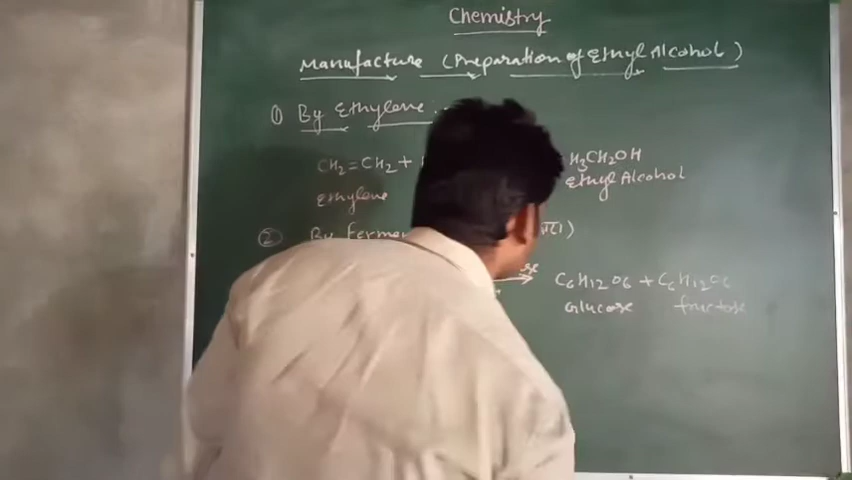 Chemistry
Manufacture (Preparation of Ethyl Alcohol)
① By Ethylene
CH2=CH2 + H3CH2OH
Ethylene Ethyl Alcohol
② By Fermen
C6H12O6 + C6H12O6
Glucose fructose